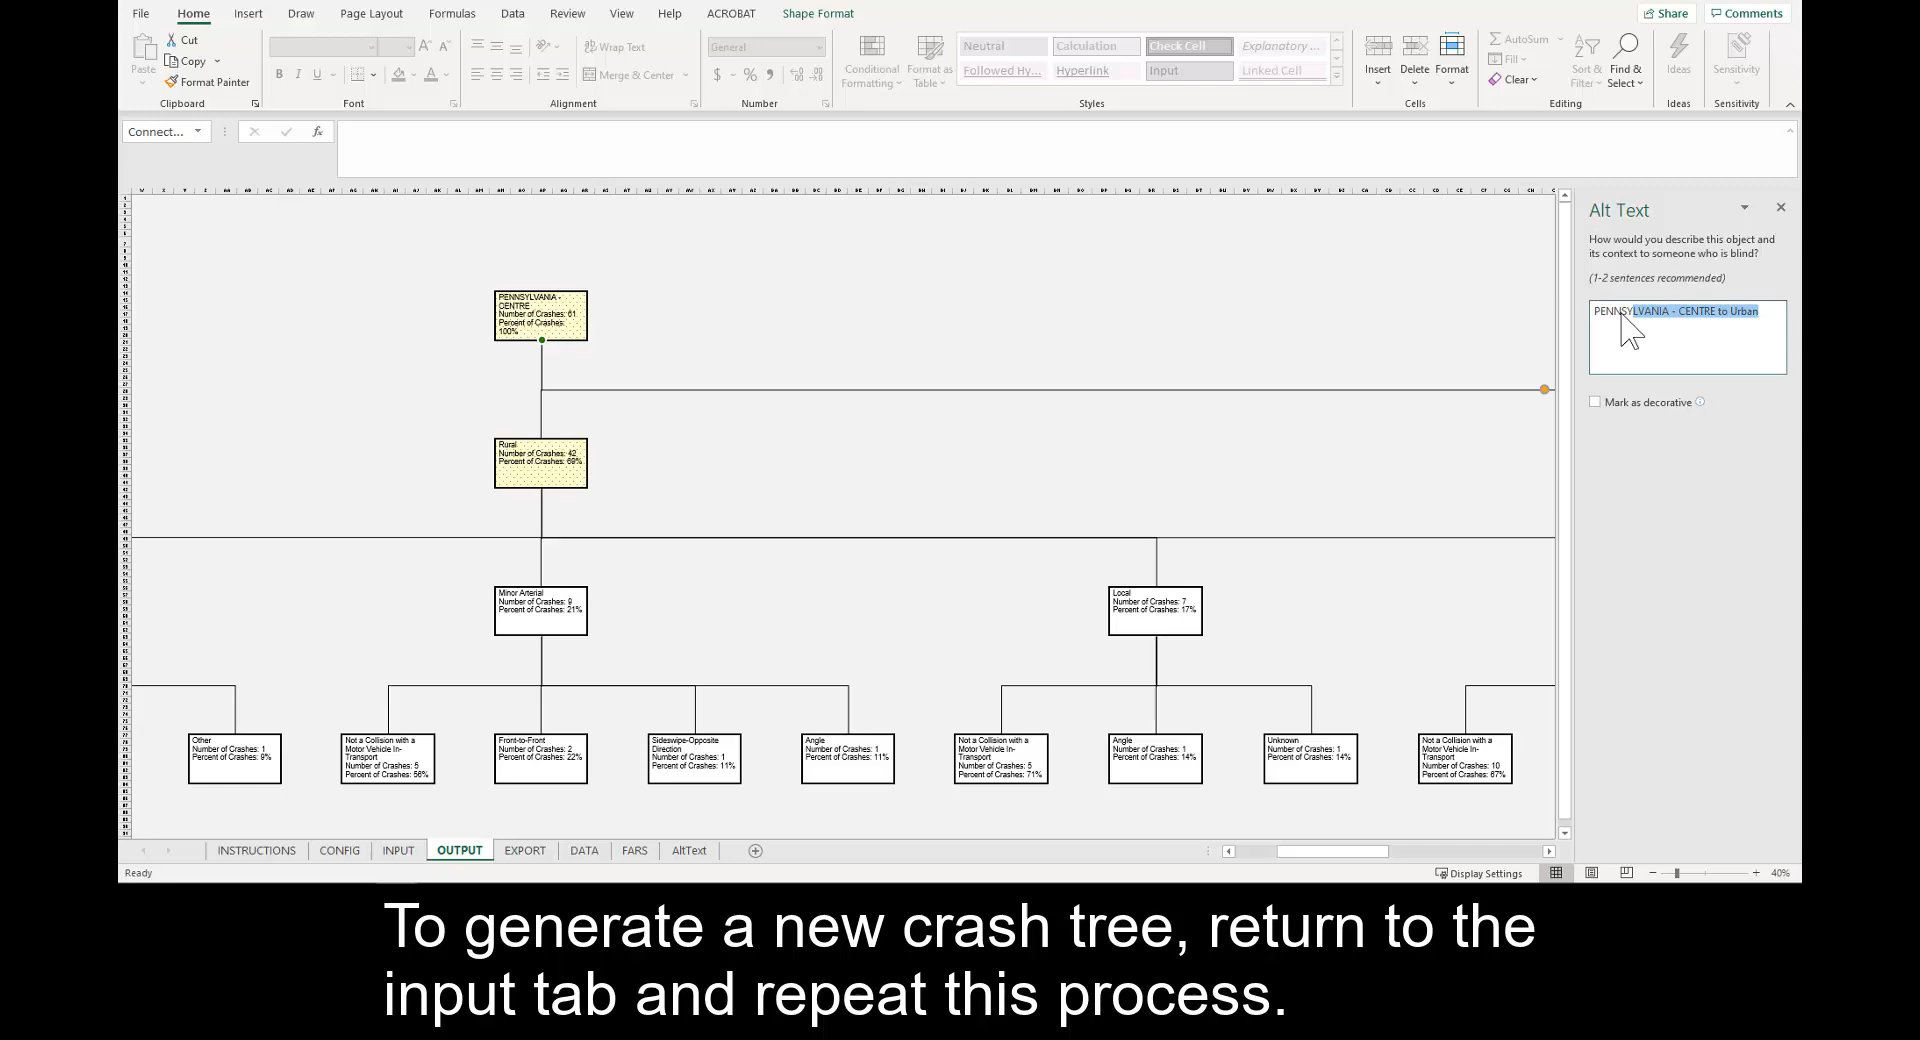 File Home Insert Draw Page Layout Formulas Data Review View Help ACROBAT Shape Format Share Comments
Paste Cut Copy Format Painter
B I U
Wrap Text
Merge & Center
General
$ %
Conditional Formatting
Format as Table
Neutral Calculation Check Cell Explanatory ...
Followed Hy... Hyperlink Input Linked Cell
Insert Delete Format
AutoSum
Fill
Clear
Sort & Filter
Find & Select
Ideas
Sensitivity
Clipboard Font Alignment Number Styles Cells Editing Ideas Sensitivity
Connect... fx
PENNSYLVANIA -
CENTRE
Number of Crashes: 61
Percent of Crashes:
100%
Rural
Number of Crashes: 42
Percent of Crashes: 69%
Minor Arterial
Number of Crashes: 9
Percent of Crashes: 21%
Local
Number of Crashes: 7
Percent of Crashes: 17%
Other
Number of Crashes: 1
Percent of Crashes: 9%
Not a Collision with a
Motor Vehicle In-
Transport
Number of Crashes: 5
Percent of Crashes: 56%
Front-to-Front
Number of Crashes: 2
Percent of Crashes: 22%
Sideswipe-Opposite
Direction
Number of Crashes: 1
Percent of Crashes: 11%
Angle
Number of Crashes: 1
Percent of Crashes: 11%
Not a Collision with a
Motor Vehicle In-
Transport
Number of Crashes: 5
Percent of Crashes: 71%
Angle
Number of Crashes: 1
Percent of Crashes: 14%
Unknown
Number of Crashes: 1
Percent of Crashes: 14%
Not a Collision with a
Motor Vehicle In-
Transport
Number of Crashes: 10
Percent of Crashes: 67%
Alt Text
How would you describe this object and
its context to someone who is blind?
(1-2 sentences recommended)
PENNSYLVANIA - CENTRE to Urban
Mark as decorative
INSTRUCTIONS CONFIG INPUT OUTPUT EXPORT DATA FARS AltText
Ready Display Settings 40%
To generate a new crash tree, return to the
input tab and repeat this process.